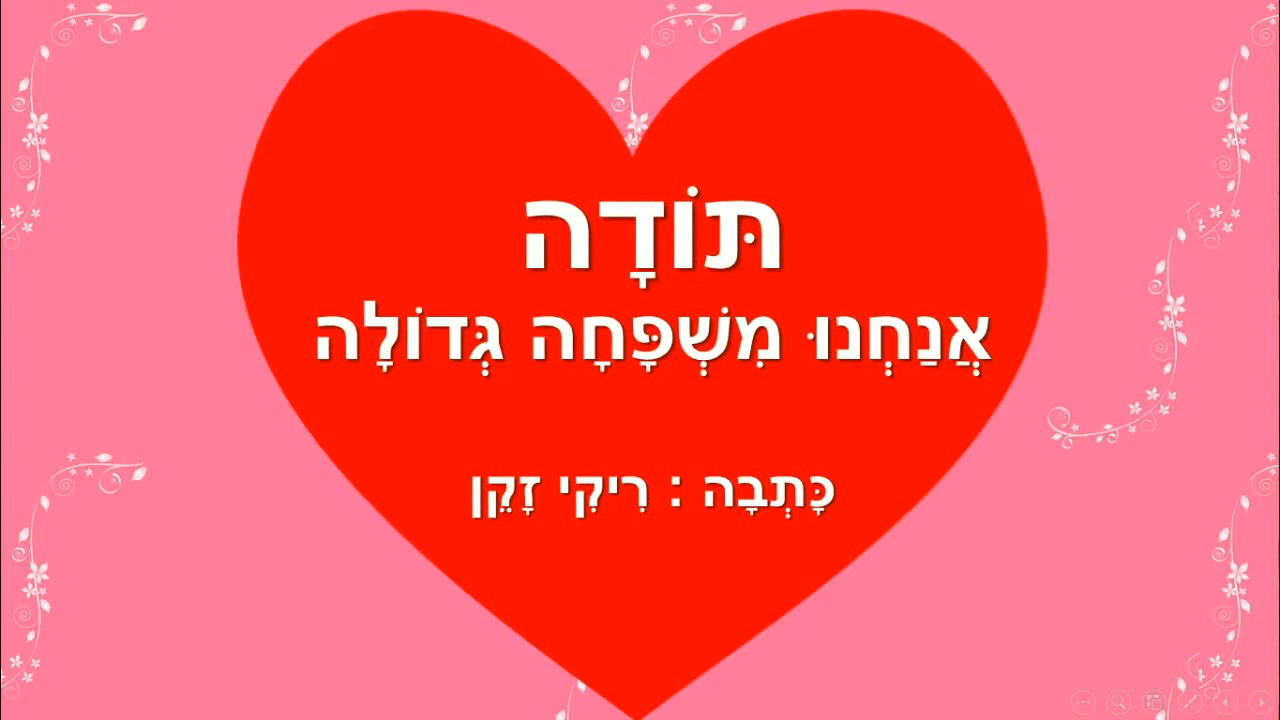 תּוֹדָה
אֲנַחְנוּ מִשְׁפָּחָה גְּדוֹלָה
כָּתְבָה : רִיקִי זָקֵן